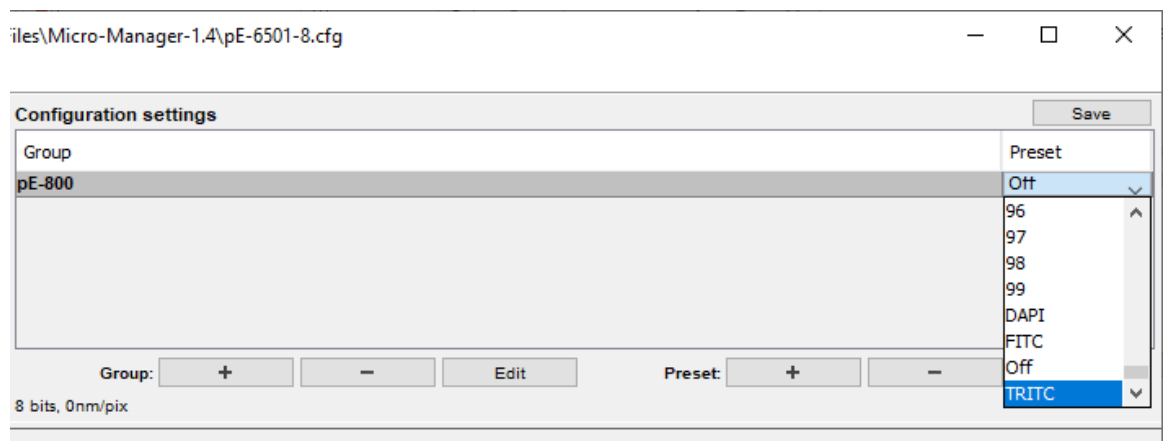 iles\Micro-Manager-1.4\pE-6501-8.cfg
Configuration settings
Save
Group
Preset
pE-800
Off
96
97
98
99
DAPI
FITC
Off
TRITC
Group: + − Edit Preset: + −
8 bits, 0nm/pix